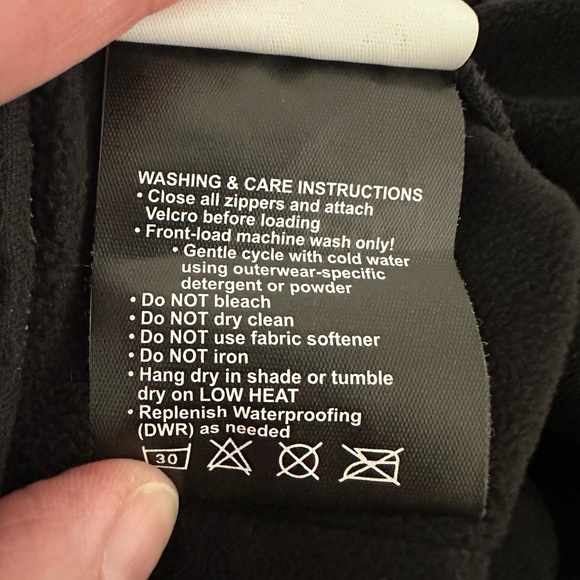 WASHING & CARE INSTRUCTIONS
• Close all zippers and attach
Velcro before loading
• Front-load machine wash only!
• Gentle cycle with cold water
using outerwear-specific
detergent or powder
• Do NOT bleach
• Do NOT dry clean
• Do NOT use fabric softener
• Do NOT iron
• Hang dry in shade or tumble
dry on LOW HEAT
• Replenish Waterproofing
(DWR) as needed
30